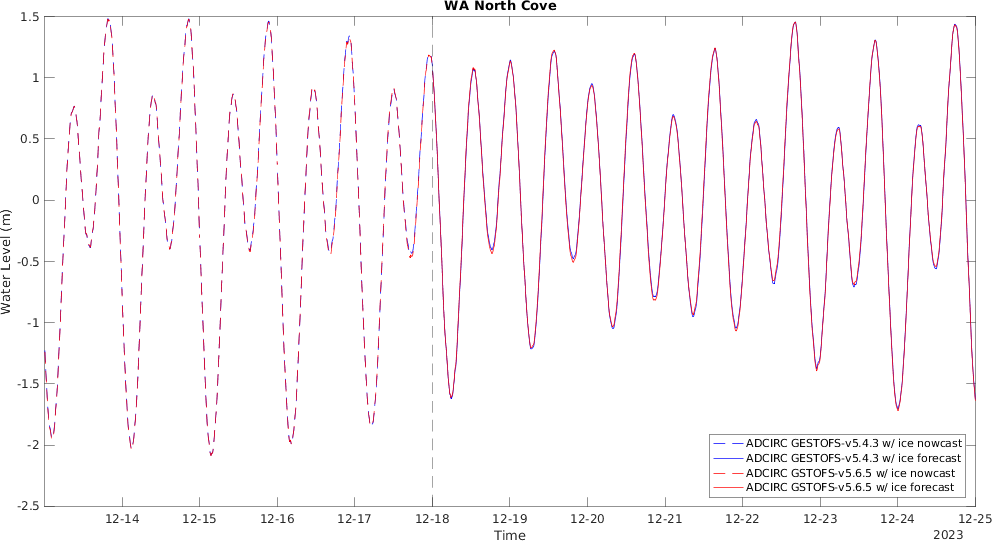 WA North Cove
1.5
1
0.5
0
-0.5
-1
-1.5
-2
-2.5
Water Level (m)
ADCIRC GESTOFS-v5.4.3 w/ ice nowcast
ADCIRC GESTOFS-v5.4.3 w/ ice forecast
ADCIRC GSTOFS-v5.6.5 w/ ice nowcast
ADCIRC GSTOFS-v5.6.5 w/ ice forecast
12-14 12-15 12-16 12-17 12-18 12-19 12-20 12-21 12-22 12-23 12-24 12-25
Time
2023